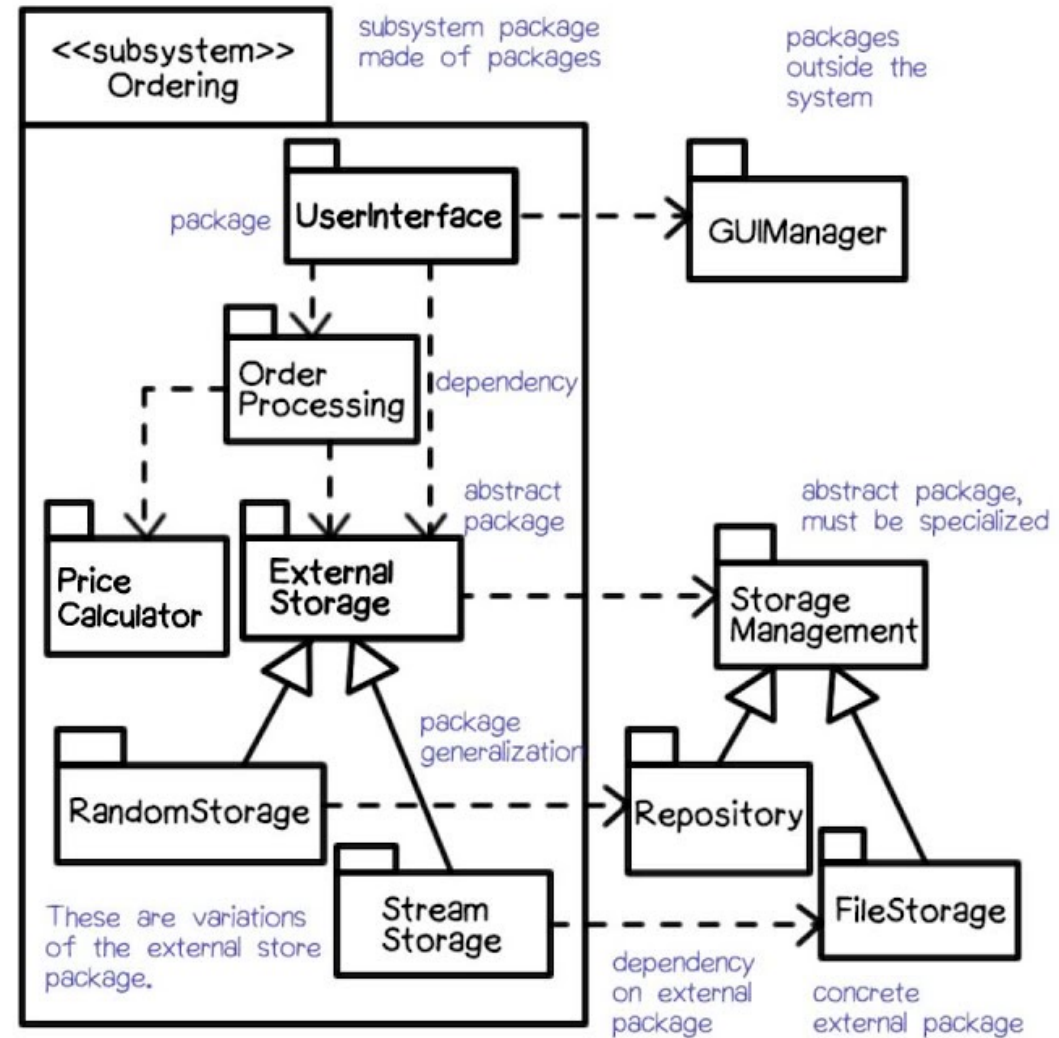 <<subsystem>>
Ordering
subsystem package
made of packages
packages
outside the
system
package
UserInterface
GUIManager
Order
Processing
dependency
abstract
package
abstract package,
must be specialized
Price
Calculator
External
Storage
Storage
Management
package
generalization
RandomStorage
Repository
Stream
Storage
FileStorage
These are variations
of the external store
package.
dependency
on external
package
concrete
external package